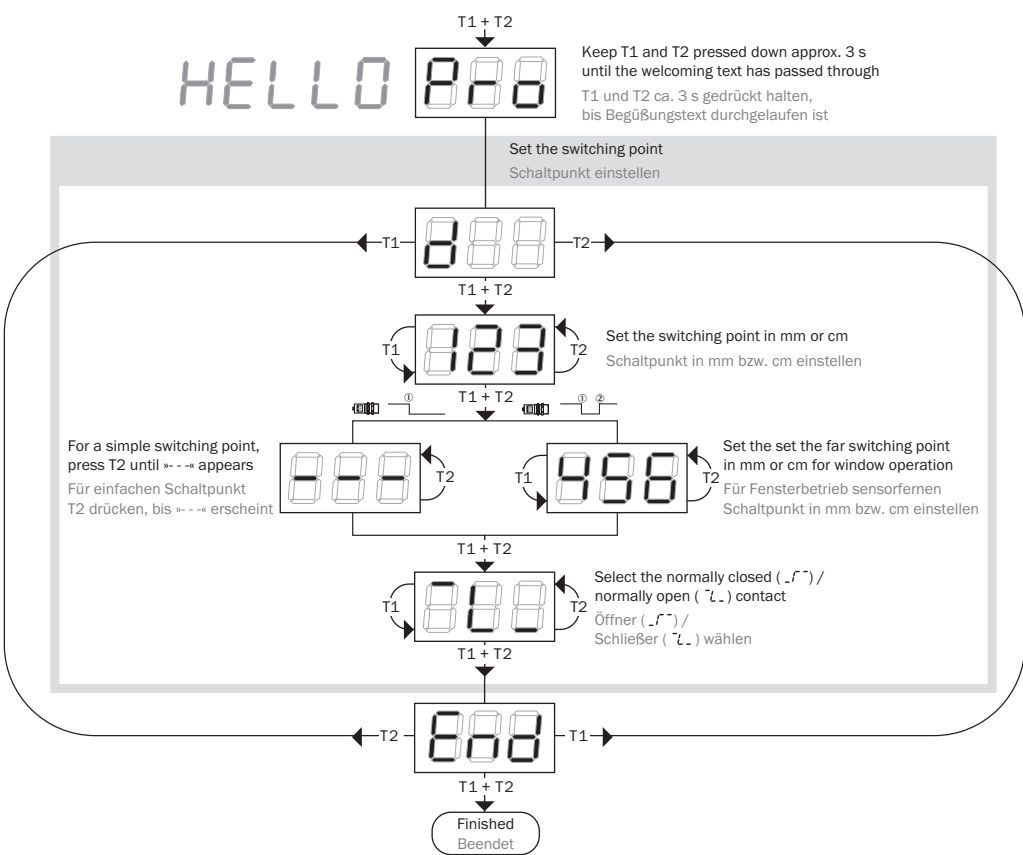 T1 + T2
HELLO
Pro
Keep T1 and T2 pressed down approx. 3 s
until the welcoming text has passed through
T1 und T2 ca. 3 s gedrückt halten,
bis Begüßungstext durchgelaufen ist
Set the switching point
Schaltpunkt einstellen
T1
d
T2
T1 + T2
T1
123
T2
Set the switching point in mm or cm
Schaltpunkt in mm bzw. cm einstellen
T1 + T2
①
① ②
For a simple switching point,
press T2 until »- - -« appears
Für einfachen Schaltpunkt
T2 drücken, bis »- - -« erscheint
- - -
T2
T1
456
T2
Set the set the far switching point
in mm or cm for window operation
Für Fensterbetrieb sensorfernen
Schaltpunkt in mm bzw. cm einstellen
T1 + T2
T1
¯L_
T2
Select the normally closed ( _┌¯ ) /
normally open ( ¯L_ ) contact
Öffner ( _┌¯ ) /
Schließer ( ¯L_ ) wählen
T1 + T2
T2
End
T1
T1 + T2
Finished
Beendet